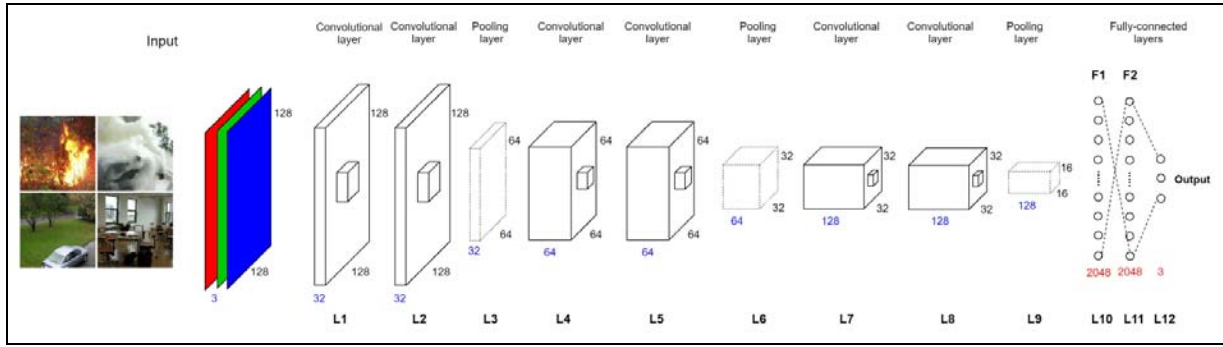 Input
Convolutional layer
Convolutional layer
Pooling layer
Convolutional layer
Convolutional layer
Pooling layer
Convolutional layer
Convolutional layer
Pooling layer
Fully-connected layers
F1 F2
128
128
3
128
128
32
128
128
32
64
64
32
64
64
64
64
64
64
32
32
64
32
32
128
32
32
128
16
16
128
Output
2048 2048 3
L1 L2 L3 L4 L5 L6 L7 L8 L9 L10 L11 L12